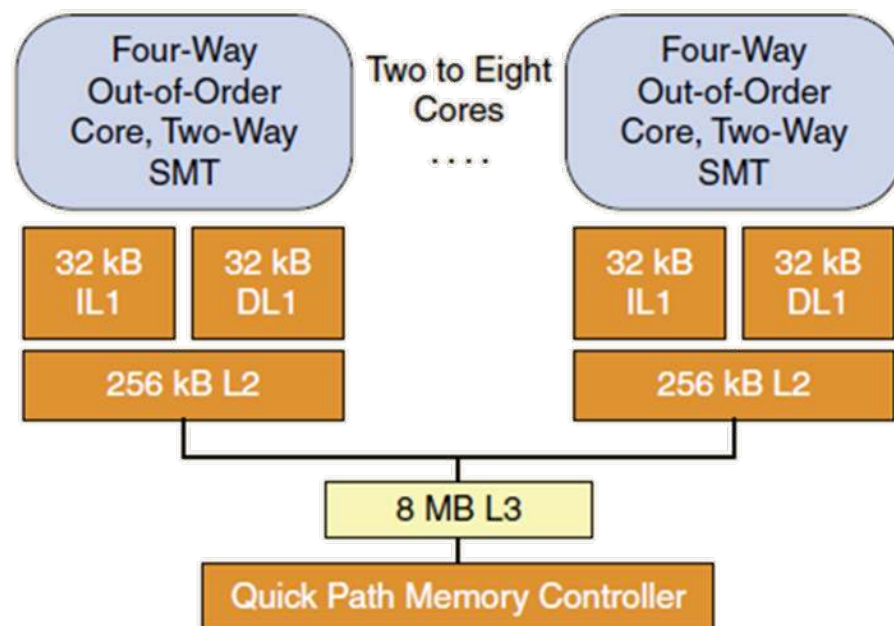 Four-Way
Out-of-Order
Core, Two-Way
SMT
Two to Eight
Cores
. . . .
Four-Way
Out-of-Order
Core, Two-Way
SMT
32 kB
IL1
32 kB
DL1
32 kB
IL1
32 kB
DL1
256 kB L2
256 kB L2
8 MB L3
Quick Path Memory Controller